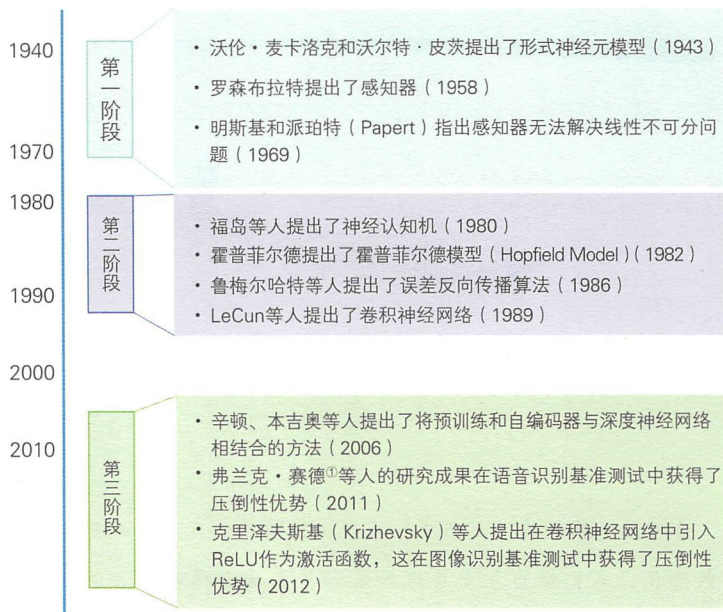 1940
1970
1980
1990
2000
2010
第一阶段
• 沃伦·麦卡洛克和沃尔特·皮茨提出了形式神经元模型（1943）
• 罗森布拉特提出了感知器（1958）
• 明斯基和派珀特（Papert）指出感知器无法解决线性不可分问
题（1969）
第二阶段
• 福岛等人提出了神经认知机（1980）
• 霍普菲尔德提出了霍普菲尔德模型（Hopfield Model）（1982）
• 鲁梅尔哈特等人提出了误差反向传播算法（1986）
• LeCun等人提出了卷积神经网络（1989）
第三阶段
• 辛顿、本吉奥等人提出了将预训练和自编码器与深度神经网络
相结合的方法（2006）
• 弗兰克·赛德①等人的研究成果在语音识别基准测试中获得了
压倒性优势（2011）
• 克里泽夫斯基（Krizhevsky）等人提出在卷积神经网络中引入
ReLU作为激活函数，这在图像识别基准测试中获得了压倒性
优势（2012）